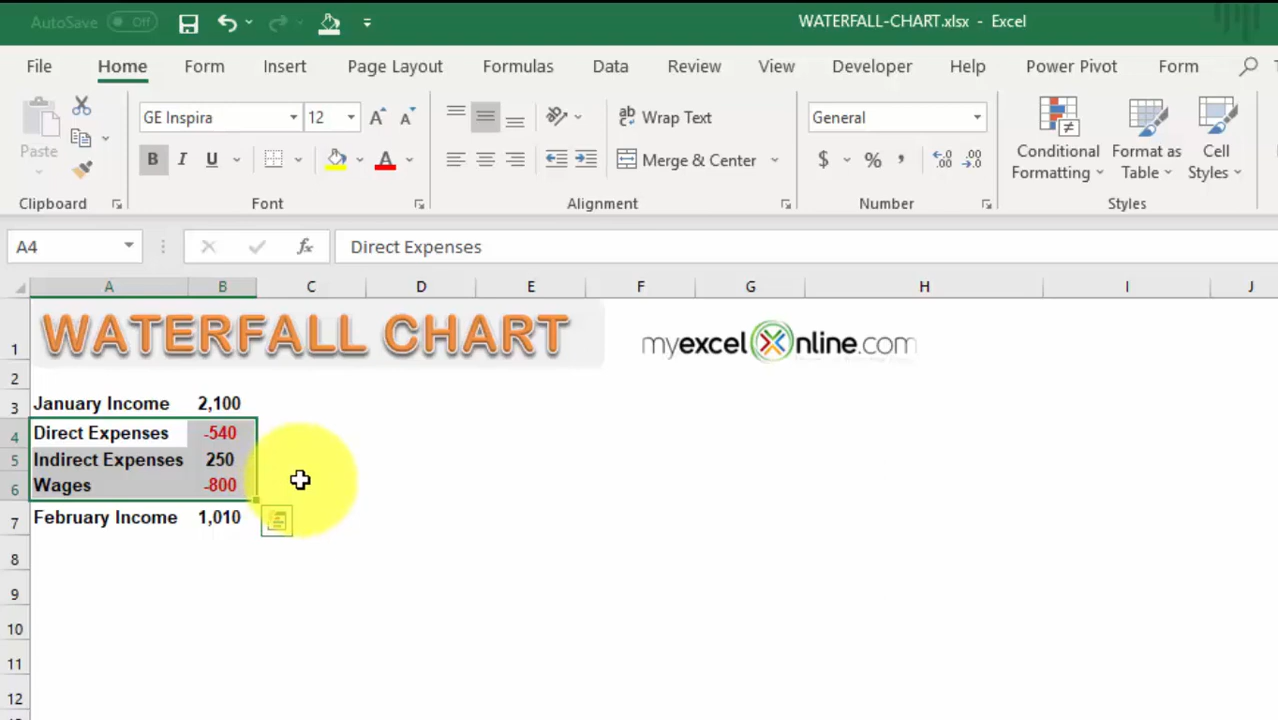 AutoSave Off WATERFALL-CHART.xlsx - Excel
File Home Form Insert Page Layout Formulas Data Review View Developer Help Power Pivot Form
GE Inspira 12 Wrap Text General
Paste B I U A Merge & Center $ % , Conditional Formatting Format as Table Cell Styles
Clipboard Font Alignment Number Styles
A4 fx Direct Expenses
A B C D E F G H I J
1 WATERFALL CHART myexcelonline.com
2
3 January Income 2,100
4 Direct Expenses -540
5 Indirect Expenses 250
6 Wages -800
7 February Income 1,010
8
9
10
11
12